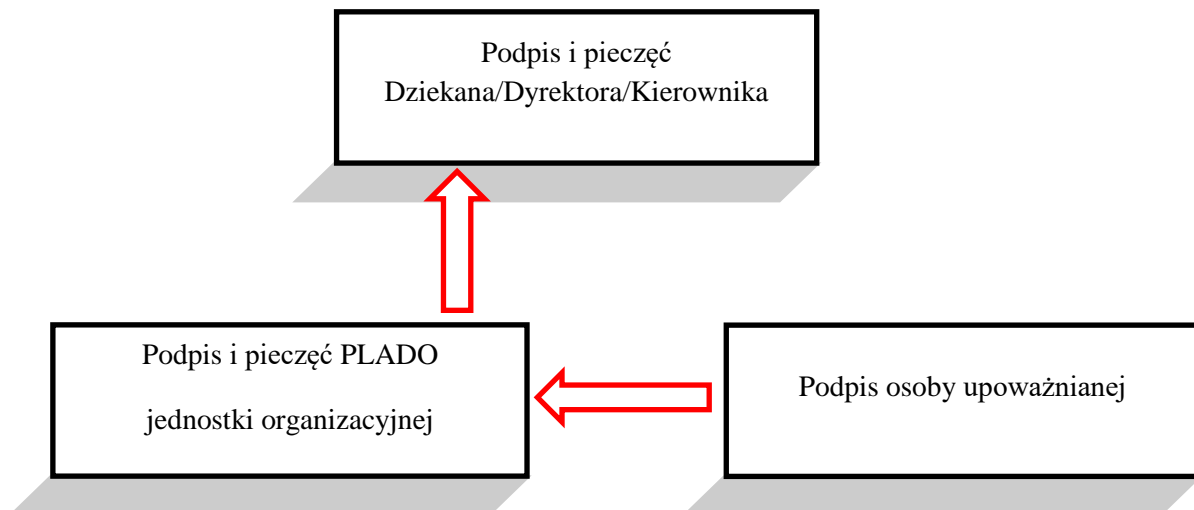 Podpis i pieczęć
Dziekana/Dyrektora/Kierownika
Podpis i pieczęć PLADO
jednostki organizacyjnej
Podpis osoby upoważnianej